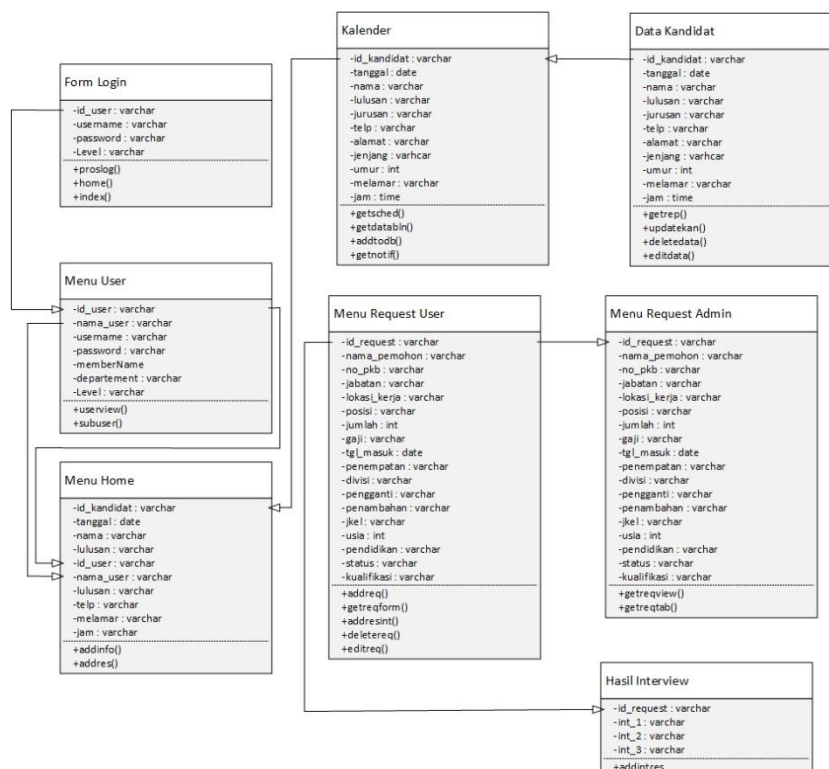 Form Login
-id_user : varchar
-username : varchar
-password : varchar
-Level : varchar
+proslog()
+home()
+index()
Kalender
-id_kandidat : varchar
-tanggal : date
-nama : varchar
-lulusan : varchar
-jurusan : varchar
-telp : varchar
-alamat : varchar
-jenjang : varhcar
-umur : int
-melamar : varchar
-jam : time
+getsched()
+getdatabln()
+addtodb()
+getnotif()
Data Kandidat
-id_kandidat : varchar
-tanggal : date
-nama : varchar
-lulusan : varchar
-jurusan : varchar
-telp : varchar
-alamat : varchar
-jenjang : varhcar
-umur : int
-melamar : varchar
-jam : time
+getrep()
+updatekan()
+deletedata()
+editdata()
Menu User
-id_user : varchar
-nama_user : varchar
-username : varchar
-password : varchar
-memberName
-departement : varchar
-Level : varchar
+userview()
+subuser()
Menu Request User
-id_request : varchar
-nama_pemohon : varchar
-no_pkb : varchar
-jabatan : varchar
-lokasi_kerja : varchar
-posisi : varchar
-jumlah : int
-gaji : varchar
-tgl_masuk : date
-penempatan : varchar
-divisi : varchar
-pengganti : varchar
-penambahan : varchar
-jkel : varchar
-usia : int
-pendidikan : varchar
-status : varchar
-kualifikasi : varchar
+addreq()
+getreqform()
+addresint()
+deletereq()
+editreq()
Menu Request Admin
-id_request : varchar
-nama_pemohon : varchar
-no_pkb : varchar
-jabatan : varchar
-lokasi_kerja : varchar
-posisi : varchar
-jumlah : int
-gaji : varchar
-tgl_masuk : date
-penempatan : varchar
-divisi : varchar
-pengganti : varchar
-penambahan : varchar
-jkel : varchar
-usia : int
-pendidikan : varchar
-status : varchar
-kualifikasi : varchar
+getreqview()
+getreqtab()
Menu Home
-id_kandidat : varchar
-tanggal : date
-nama : varchar
-lulusan : varchar
-id_user : varchar
-nama_user : varchar
-lulusan : varchar
-telp : varchar
-melamar : varchar
-jam : varchar
+addinfo()
+addres()
Hasil Interview
-id_request : varchar
-int_1 : varchar
-int_2 : varchar
-int_3 : varchar
+addintres